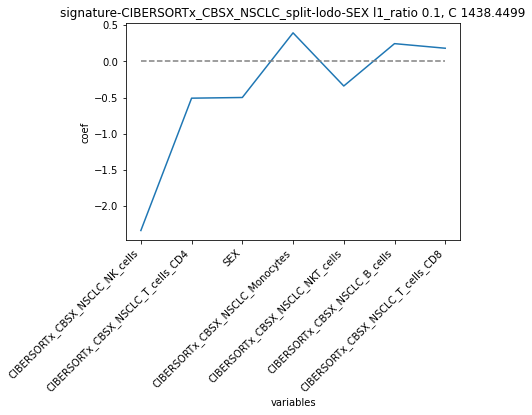 signature-CIBERSORTx_CBSX_NSCLC_split-lodo-SEX l1_ratio 0.1, C 1438.4499
0.5
0.0
−0.5
−1.0
−1.5
−2.0
coef
CIBERSORTx_CBSX_NSCLC_NK_cells
CIBERSORTx_CBSX_NSCLC_T_cells_CD4
SEX
CIBERSORTx_CBSX_NSCLC_Monocytes
CIBERSORTx_CBSX_NSCLC_NKT_cells
CIBERSORTx_CBSX_NSCLC_B_cells
CIBERSORTx_CBSX_NSCLC_T_cells_CD8
variables